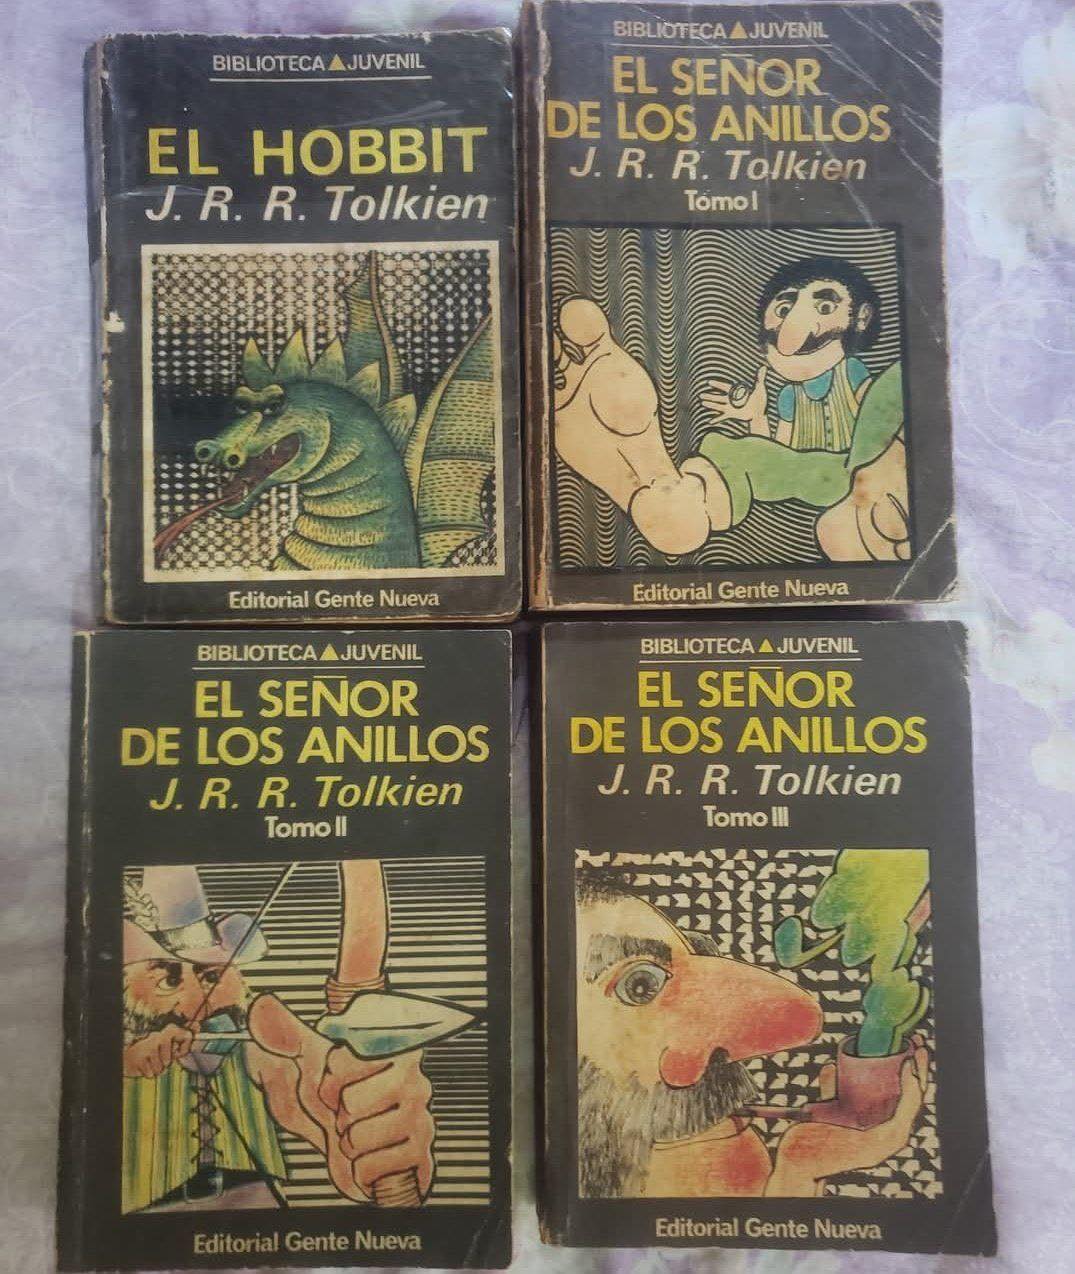 BIBLIOTECA▲JUVENIL
EL HOBBIT
J. R. R. Tolkien
Editorial Gente Nueva
BIBLIOTECA▲JUVENIL
EL SEÑOR
DE LOS ANILLOS
J. R. R. Tolkien
Tomo I
Editorial Gente Nueva
BIBLIOTECA▲JUVENIL
EL SEÑOR
DE LOS ANILLOS
J. R. R. Tolkien
Tomo II
Editorial Gente Nueva
BIBLIOTECA▲JUVENIL
EL SEÑOR
DE LOS ANILLOS
J. R. R. Tolkien
Tomo III
Editorial Gente Nueva